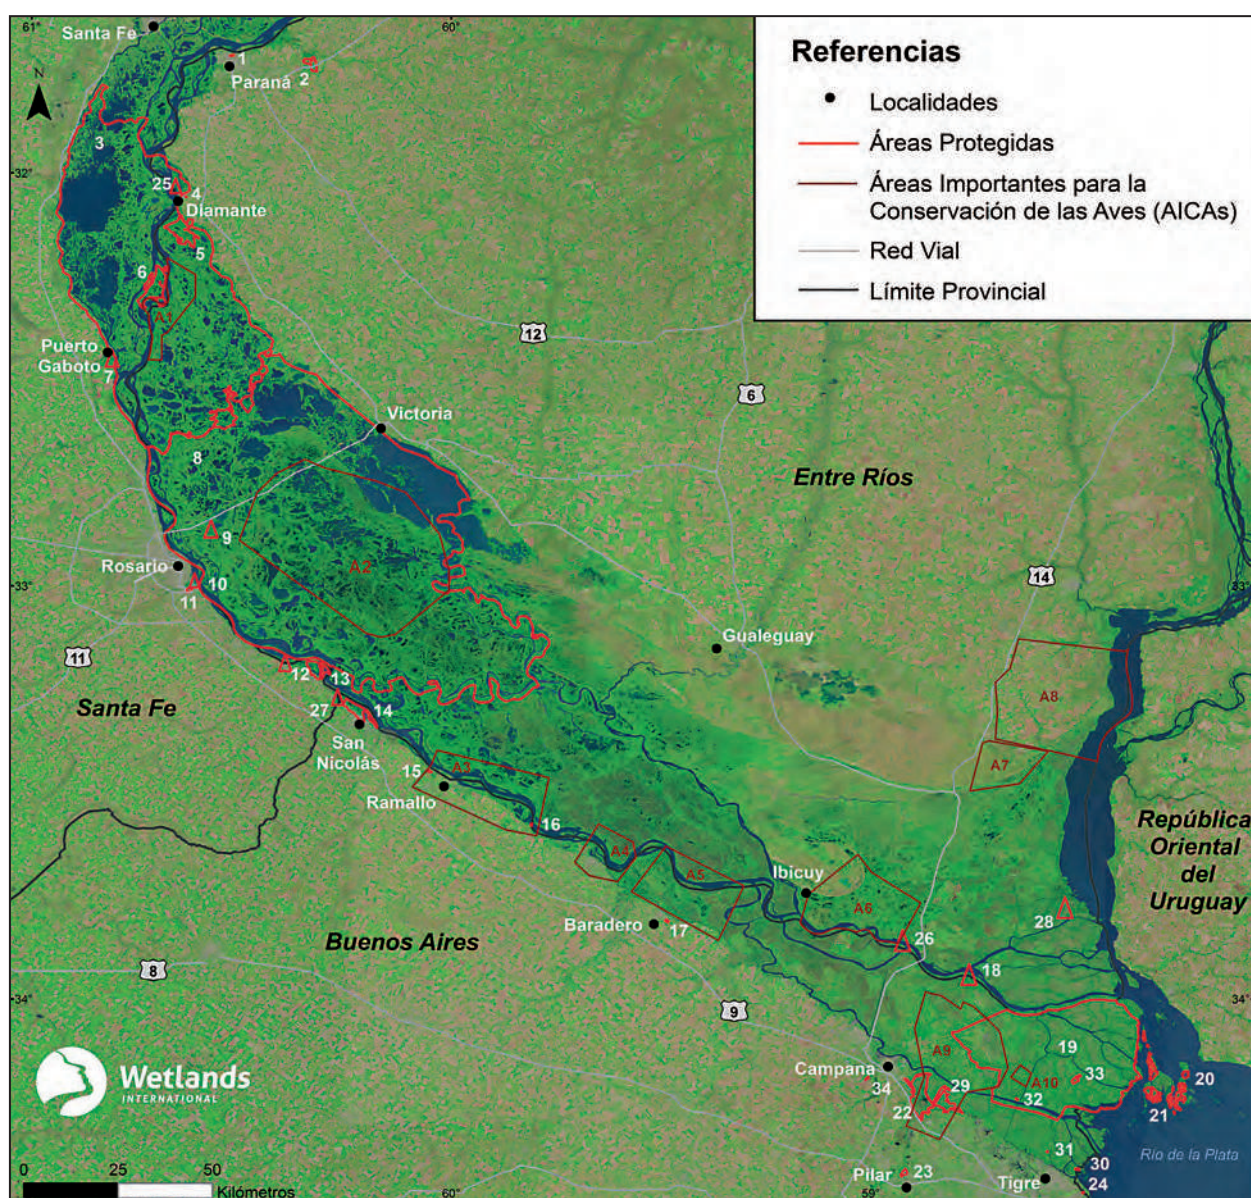 61°
60°
Santa Fe
1
Paraná
2
N
3
32°
25
4
Diamante
5
6
A1
Puerto
Gaboto
7
12
6
Victoria
8
Entre Ríos
9
A2
Rosario
10
11
33°
33°
14
11
Gualeguay
12
13
Santa Fe
27
14
San
Nicolás
A8
A7
15
A3
Ramallo
16
República
Oriental
del
Uruguay
A4
A5
Ibicuy
A6
28
Baradero
17
26
Buenos Aires
8
18
34°
34°
9
A9
19
Campana
A10
33
20
34
29
32
21
22
31
Río de la Plata
30
Pilar
23
Tigre
24
60°
59°
Referencias
Localidades
Áreas Protegidas
Áreas Importantes para la
Conservación de las Aves (AICAs)
Red Vial
Límite Provincial
Wetlands
INTERNATIONAL
0
25
50
Kilómetros